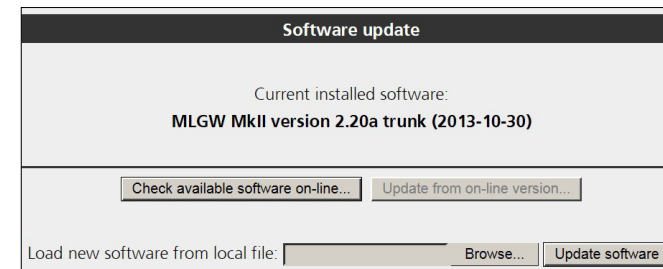 Software update
Current installed software:
MLGW MkII version 2.20a trunk (2013-10-30)
Check available software on-line... Update from on-line version...
Load new software from local file: Browse... Update software